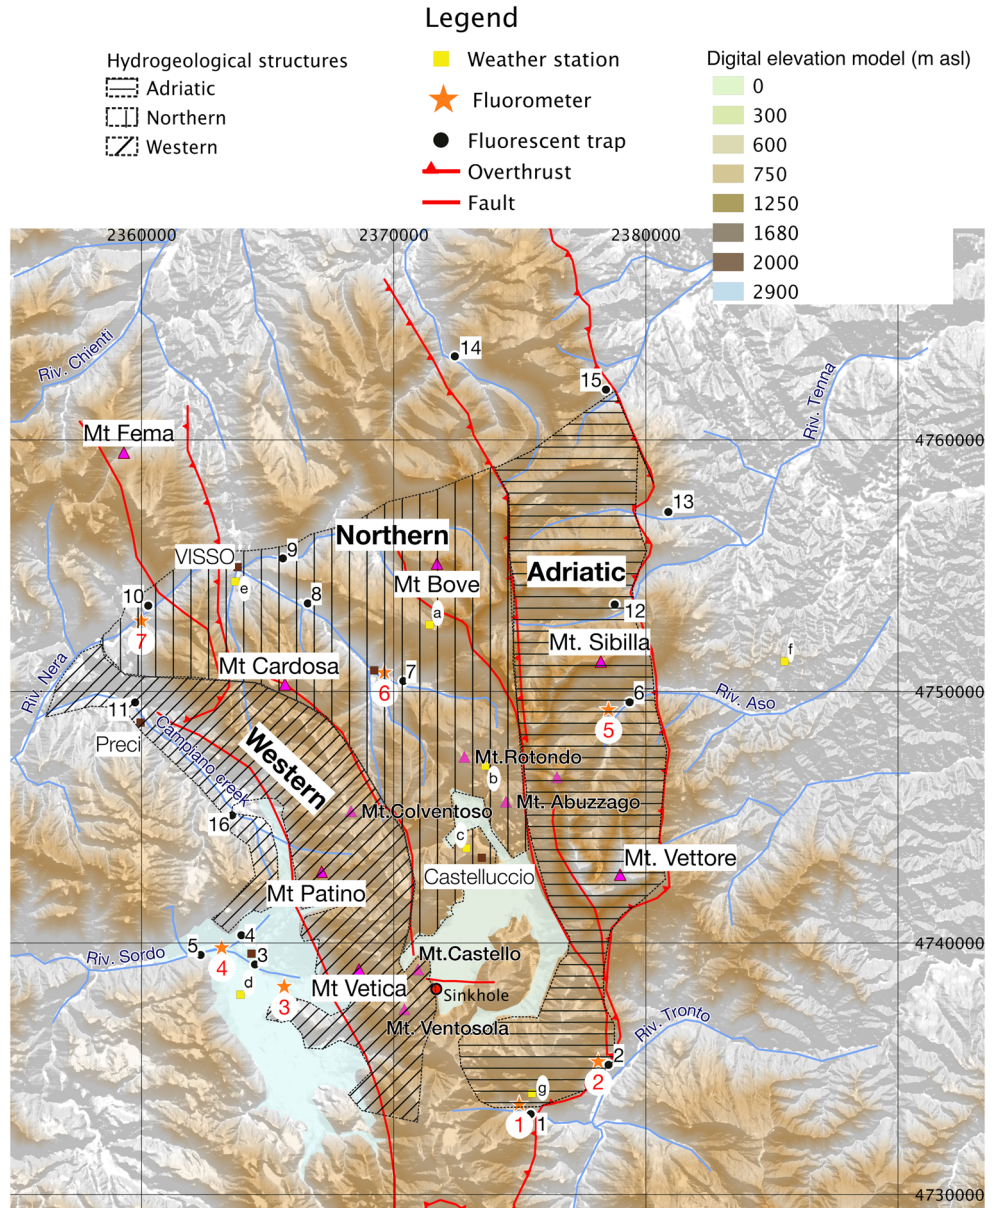 Legend
Hydrogeological structures
Adriatic
Northern
Western
Weather station
Fluorometer
Fluorescent trap
Overthrust
Fault
Digital elevation model (m asl)
0
300
600
750
1250
1680
2000
2900
2360000
2370000
2380000
14
Riv. Chienti
15
Riv. Tenna
Mt Fema
4760000
13
Northern
VISSO
9
Mt Bove
Adriatic
e
8
10
a
12
7
Mt. Sibilla
f
Mt Cardosa
7
6
Riv. Nera
6
4750000
Riv. Aso
11
5
Preci
Campiano creek
Western
Mt.Rotondo
b
Mt. Abuzzago
Mt.Colventoso
16
c
Castelluccio
Mt. Vettore
Mt Patino
4740000
Riv. Sordo
5
4
3
4
Mt.Castello
d
Mt Vetica
Sinkhole
3
Mt. Ventosola
Riv. Tronto
2
2
g
1
1
4730000